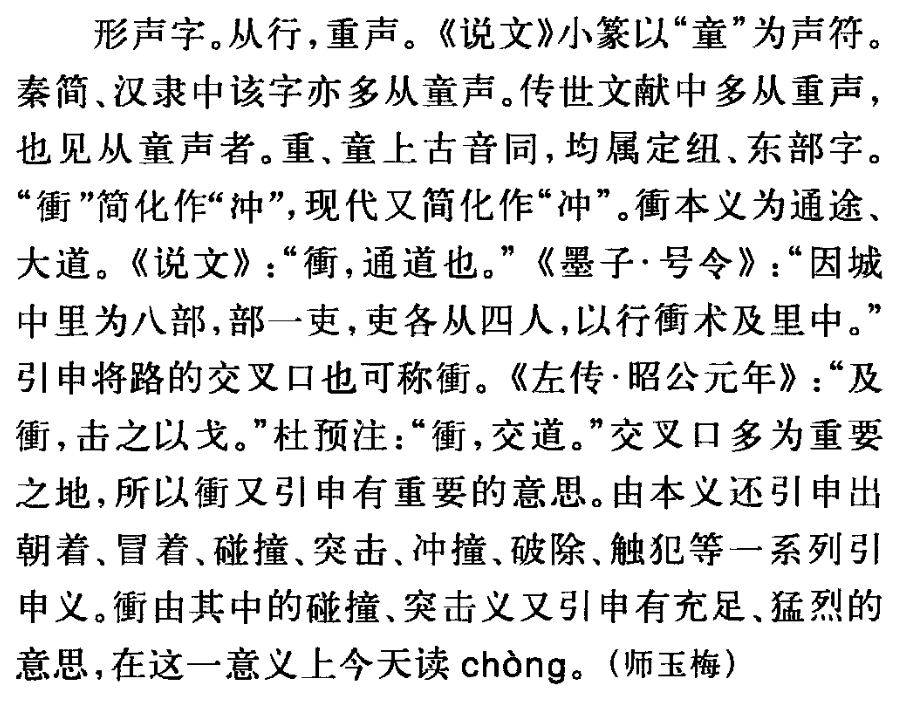 形声字。从行，重声。《说文》小篆以“童”为声符。
秦简、汉隶中该字亦多从童声。传世文献中多从重声，
也见从童声者。重、童上古音同，均属定纽、东部字。
“衝”简化作“冲”，现代又简化作“冲”。衝本义为通途、
大道。《说文》：“衝，通道也。”《墨子·号令》：“因城
中里为八部，部一吏，吏各从四人，以行衝术及里中。”
引申将路的交叉口也可称衝。《左传·昭公元年》：“及
衝，击之以戈。”杜预注：“衝，交道。”交叉口多为重要
之地，所以衝又引申有重要的意思。由本义还引申出
朝着、冒着、碰撞、突击、冲撞、破除、触犯等一系列引
申义。衝由其中的碰撞、突击义又引申有充足、猛烈的
意思，在这一意义上今天读 chòng。（师玉梅）